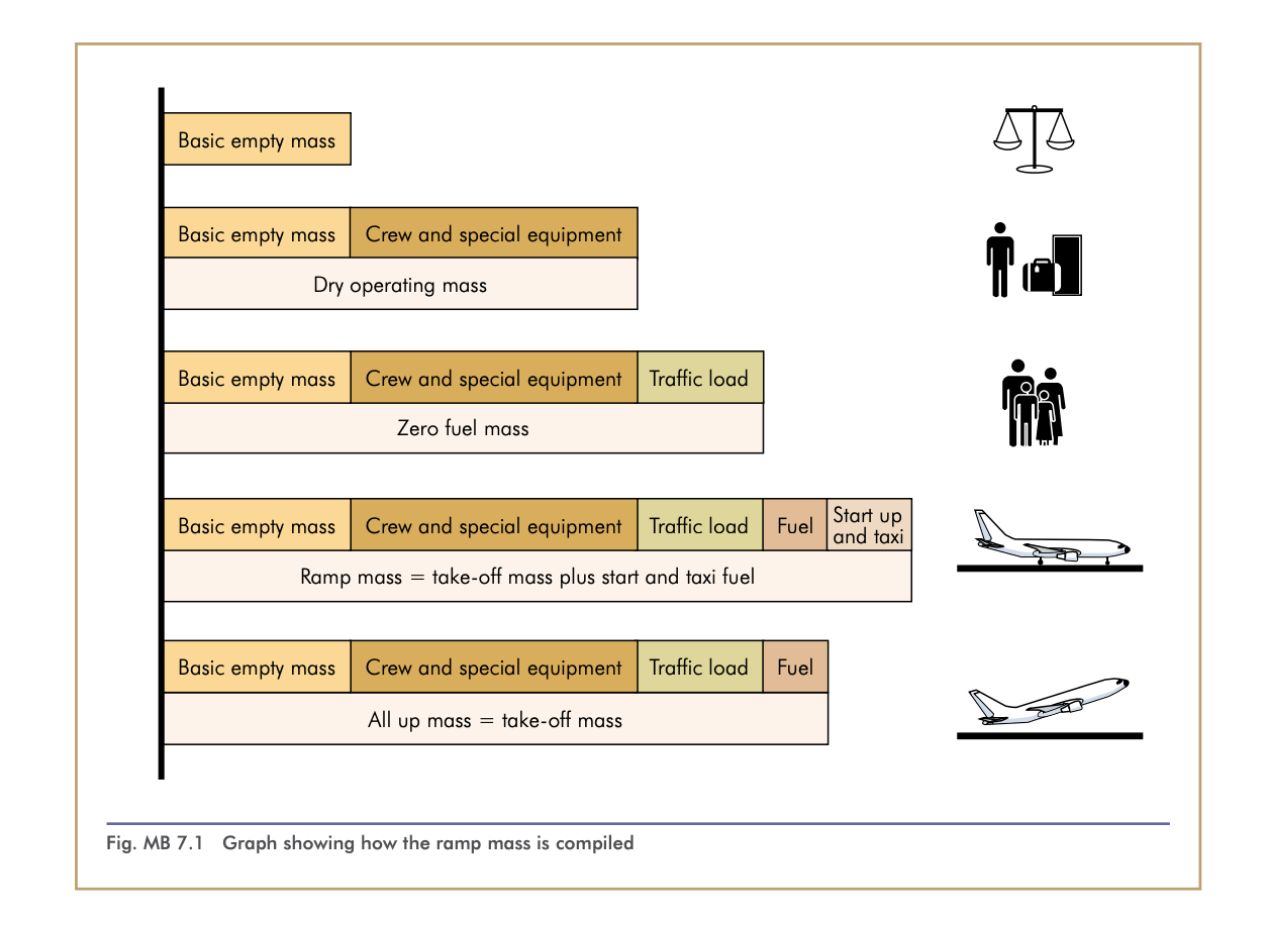 Basic empty mass
Basic empty mass Crew and special equipment
Dry operating mass
Basic empty mass Crew and special equipment Traffic load
Zero fuel mass
Basic empty mass Crew and special equipment Traffic load Fuel Start up
and taxi
Ramp mass = take-off mass plus start and taxi fuel
Basic empty mass Crew and special equipment Traffic load Fuel
All up mass = take-off mass
Fig. MB 7.1 Graph showing how the ramp mass is compiled